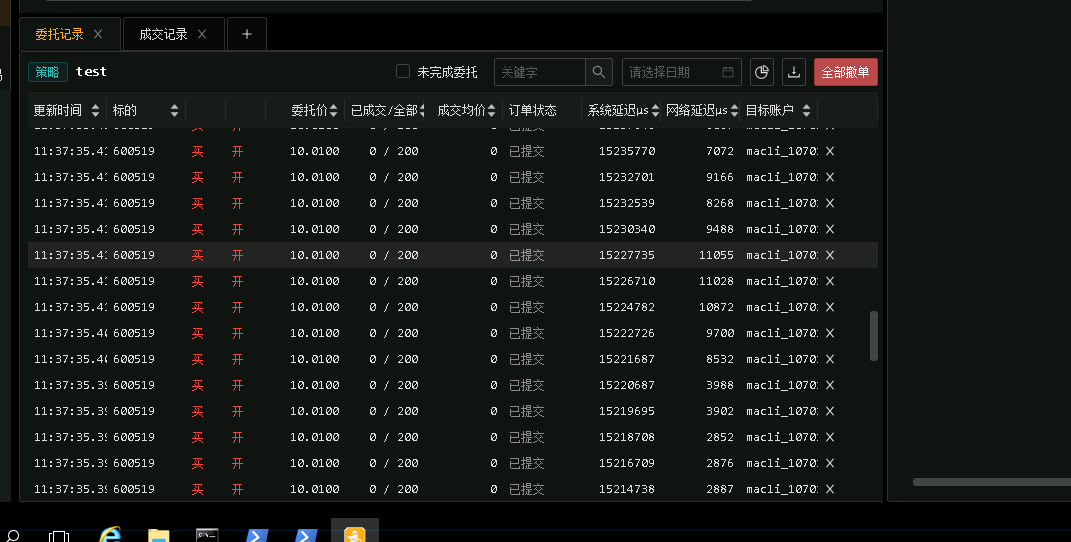 委托记录 成交记录 +
策略 test 未完成委托 关键字 请选择日期 全部撤单
更新时间 标的 委托价 已成交/全部 成交均价 订单状态 系统延迟μs 网络延迟μs 目标账户
11:37:35.41 600519 买 开 10.0100 0 / 200 0 已提交 15235770 7072 macli_1070
11:37:35.41 600519 买 开 10.0100 0 / 200 0 已提交 15232701 9166 macli_1070
11:37:35.41 600519 买 开 10.0100 0 / 200 0 已提交 15232539 8268 macli_1070
11:37:35.41 600519 买 开 10.0100 0 / 200 0 已提交 15230340 9488 macli_1070
11:37:35.41 600519 买 开 10.0100 0 / 200 0 已提交 15227735 11055 macli_1070
11:37:35.41 600519 买 开 10.0100 0 / 200 0 已提交 15226710 11028 macli_1070
11:37:35.41 600519 买 开 10.0100 0 / 200 0 已提交 15224782 10872 macli_1070
11:37:35.40 600519 买 开 10.0100 0 / 200 0 已提交 15222726 9700 macli_1070
11:37:35.40 600519 买 开 10.0100 0 / 200 0 已提交 15221687 8532 macli_1070
11:37:35.39 600519 买 开 10.0100 0 / 200 0 已提交 15220687 3988 macli_1070
11:37:35.39 600519 买 开 10.0100 0 / 200 0 已提交 15219695 3902 macli_1070
11:37:35.39 600519 买 开 10.0100 0 / 200 0 已提交 15218708 2852 macli_1070
11:37:35.39 600519 买 开 10.0100 0 / 200 0 已提交 15216709 2876 macli_1070
11:37:35.39 600519 买 开 10.0100 0 / 200 0 已提交 15214738 2887 macli_1070